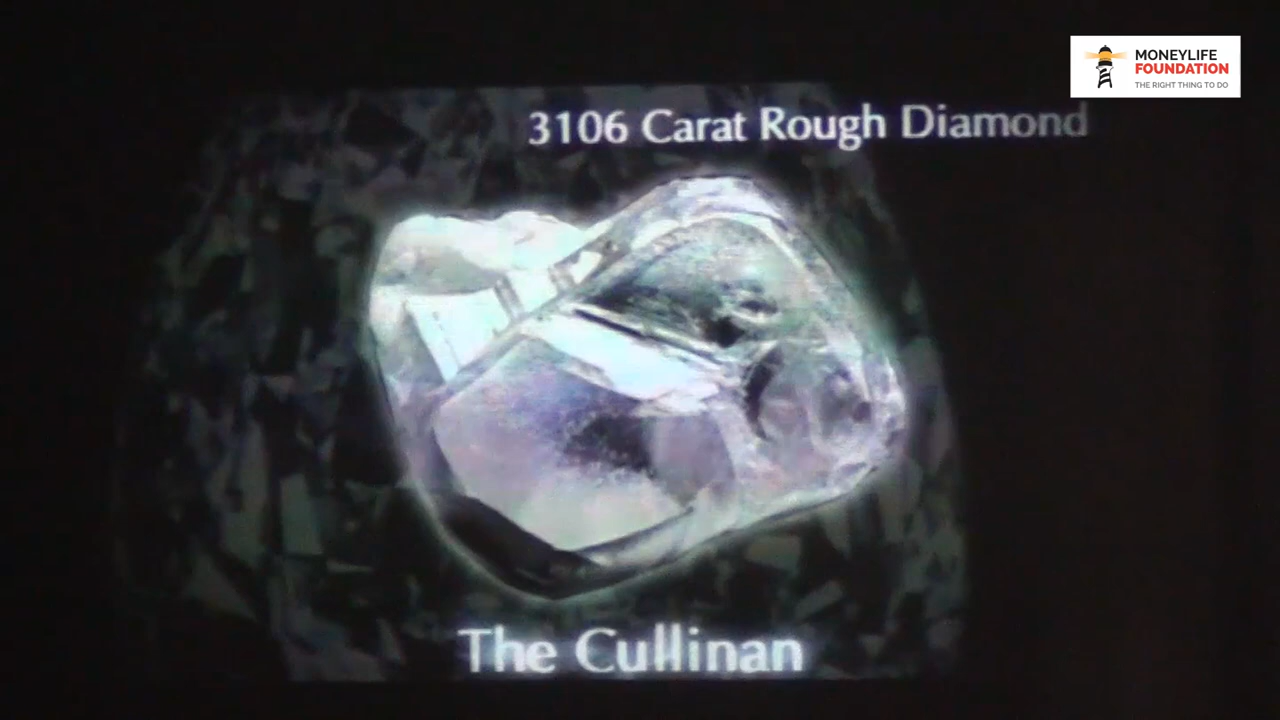 MONEYLIFE
FOUNDATION
THE RIGHT THING TO DO
3106 Carat Rough Diamond
The Cullinan